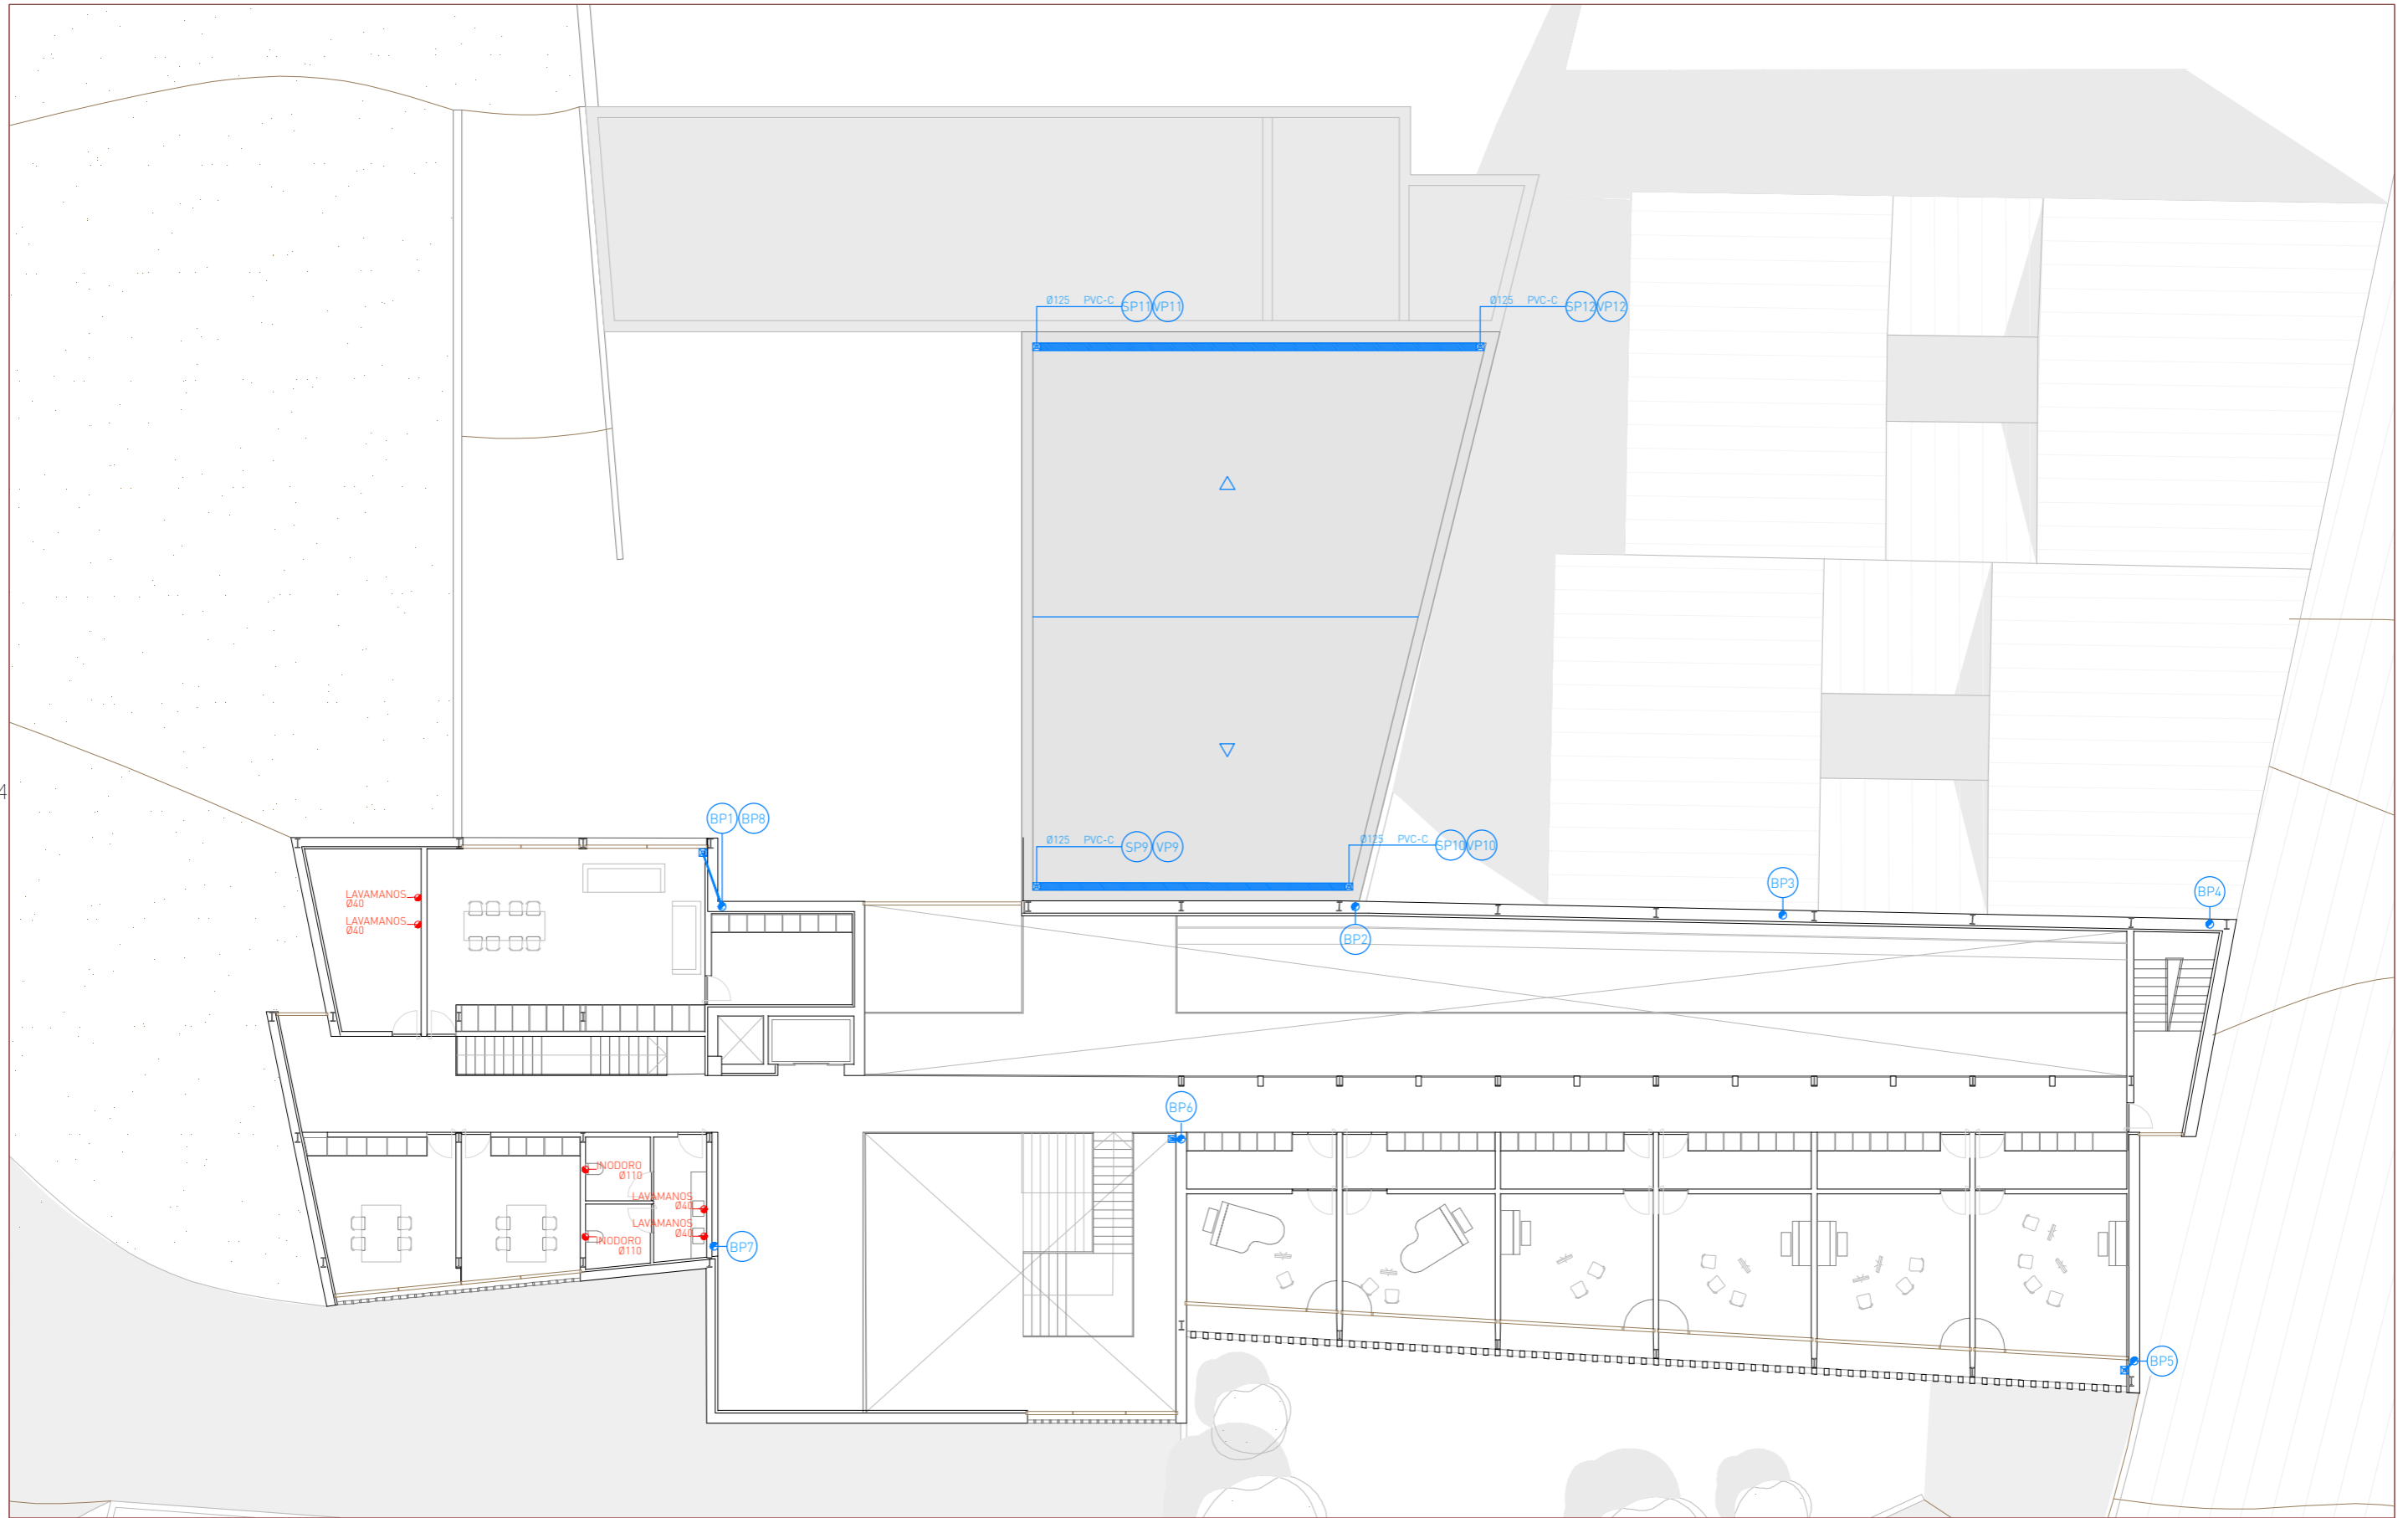 Ø125 PVC-C SP11 VP11
Ø125 PVC-C SP12 VP12
4
BP1 BP8
Ø125 PVC-C SP9 VP9
Ø125 PVC-C SP10 VP10
LAVAMANOS
Ø40
LAVAMANOS
Ø40
BP2
BP3
BP4
BP6
INODORO
Ø110
LAVAMANOS
Ø40
LAVAMANOS
Ø40
INODORO
Ø110
BP7
BP5